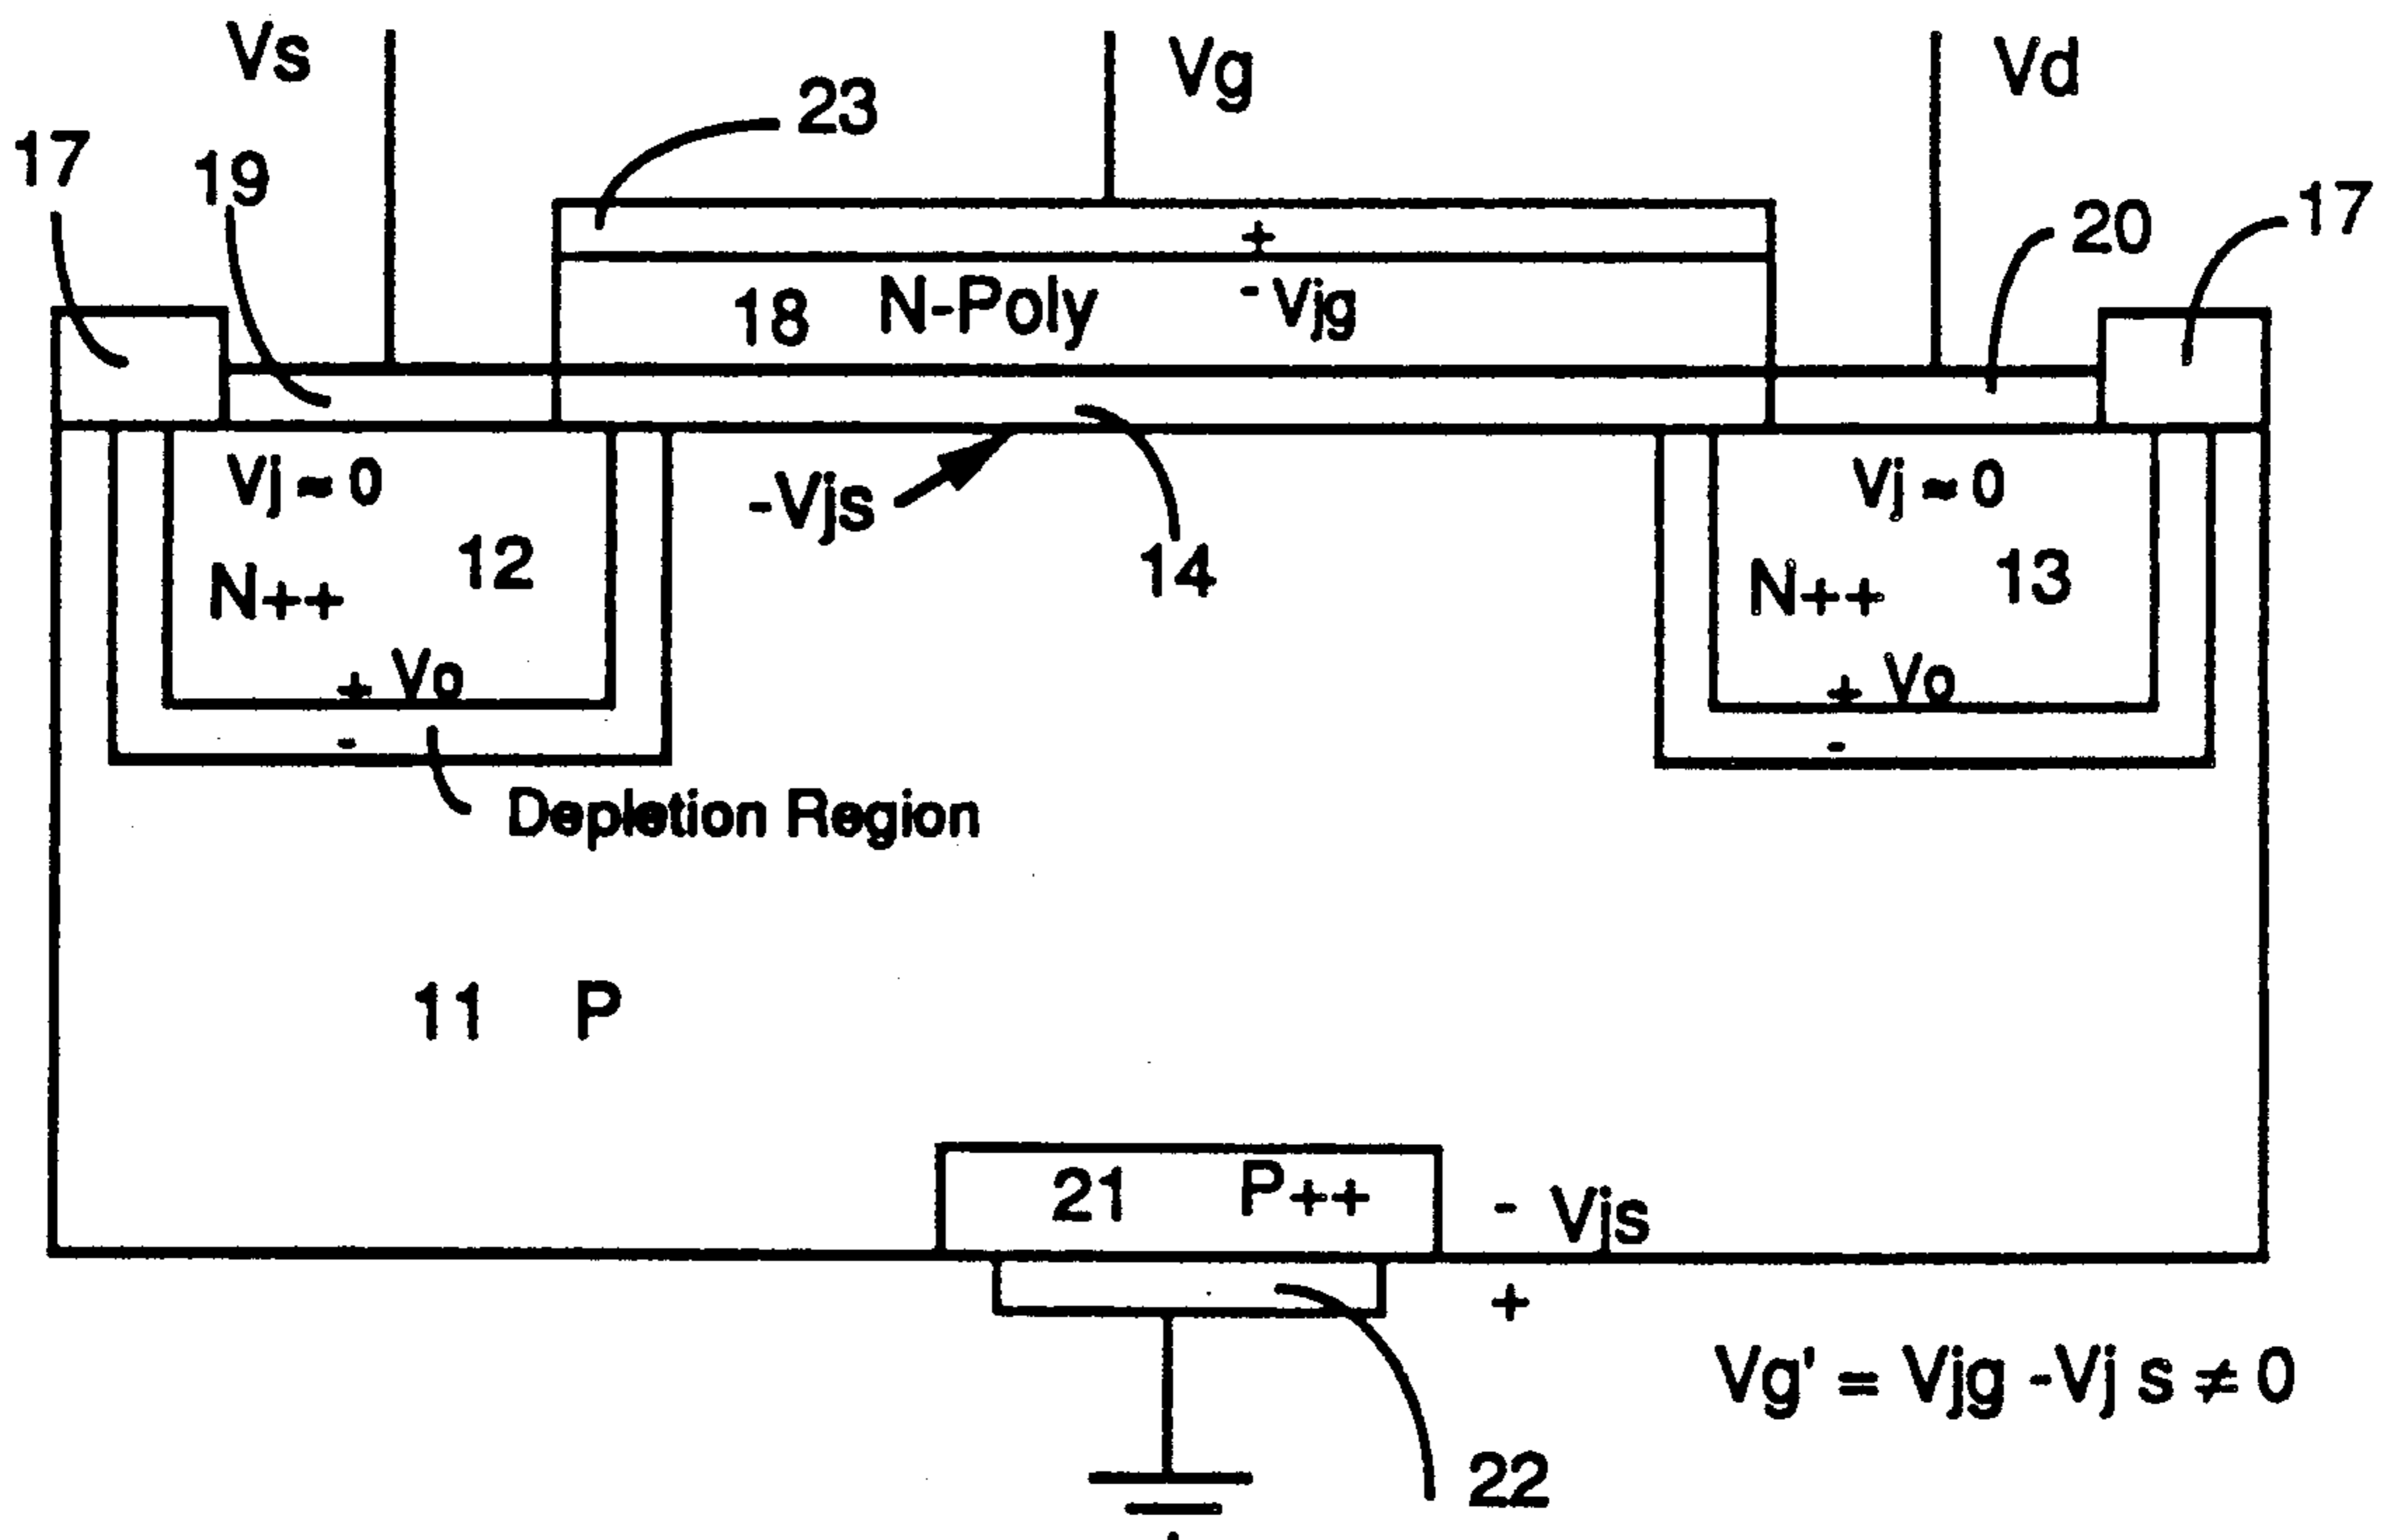 Vs
Vg
Vd
23
17
19
20
17
+
18 N-Poly - Vjg
Vj ≈ 0
-Vjs
Vj ≈ 0
12
14
N++
N++ 13
+ Vo
+ Vo
-
-
Depletion Region
11 P
21 P++
- Vjs
+
Vg' = Vjg -Vj s ≠ 0
22